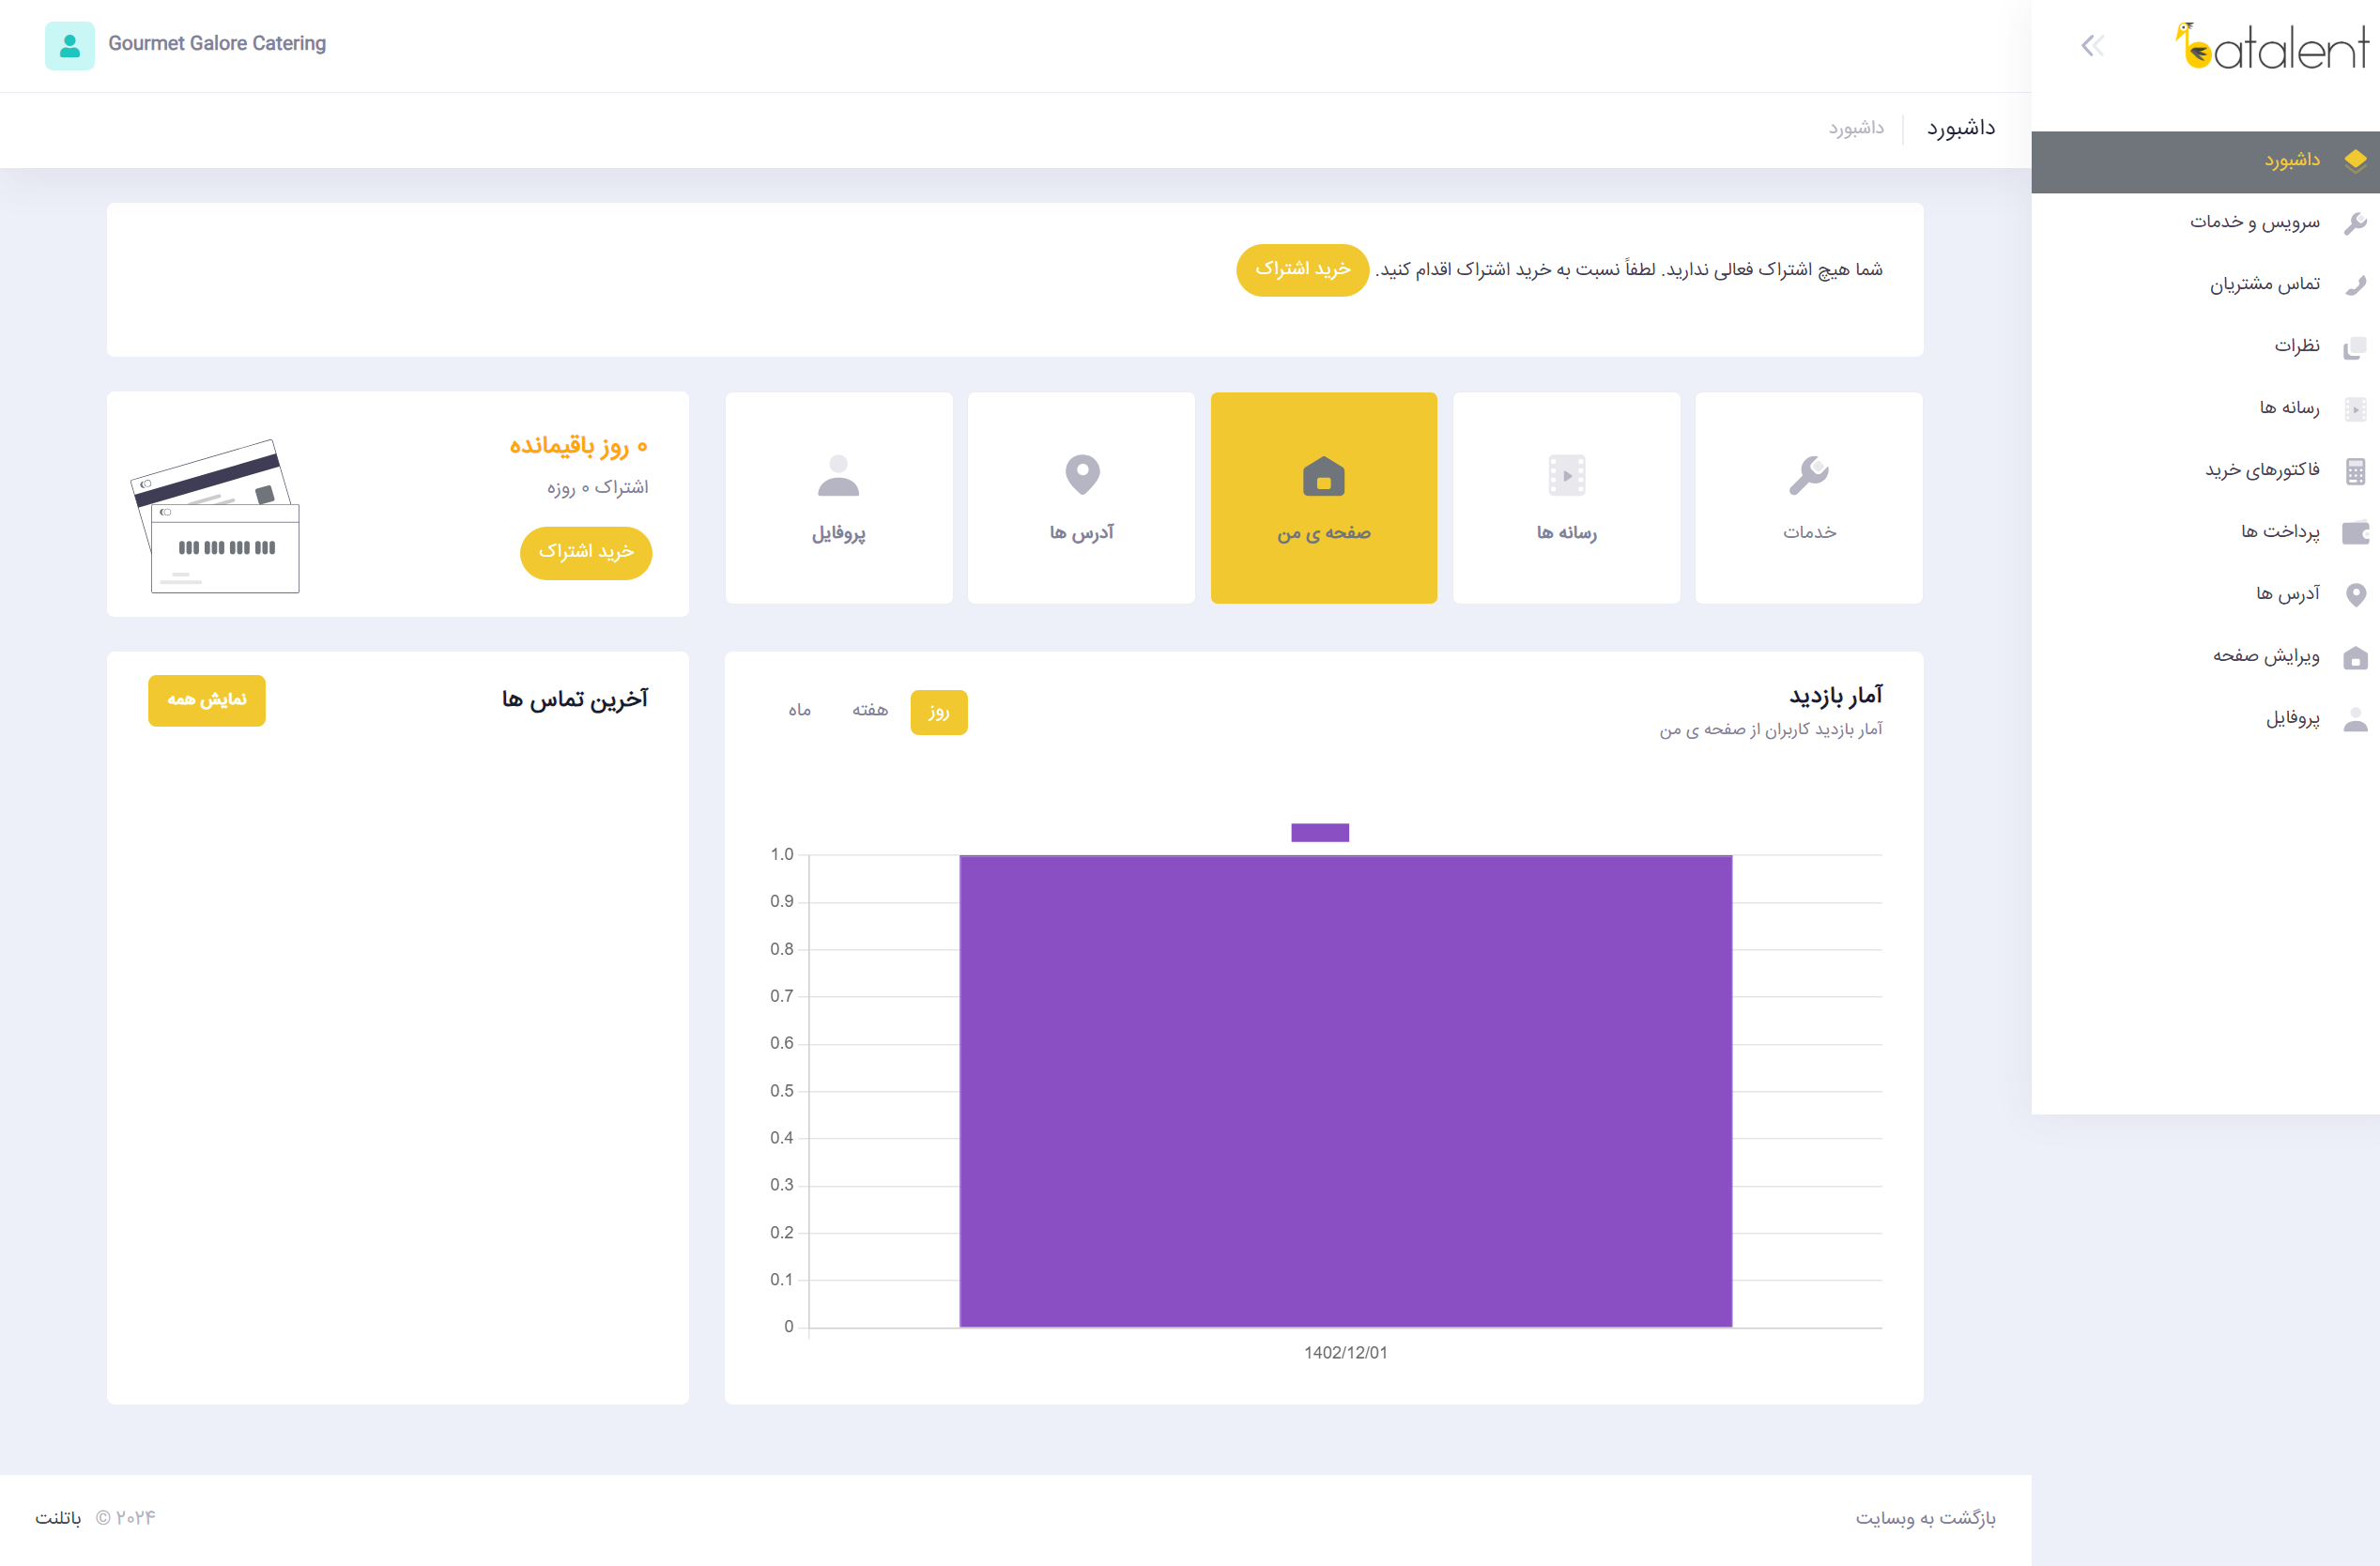 batalent
Gourmet Galore Catering
داشبورد
داشبورد
داشبورد
سرویس و خدمات
تماس مشتریان
نظرات
رسانه ها
فاکتورهای خرید
پرداخت ها
آدرس ها
ویرایش صفحه
پروفایل
شما هیچ اشتراک فعالی ندارید. لطفاً نسبت به خرید اشتراک اقدام کنید. خرید اشتراک
خدمات
رسانه ها
صفحه ی من
آدرس ها
پروفایل
۰ روز باقیمانده
اشتراک ۰ روزه
خرید اشتراک
آمار بازدید
آمار بازدید کاربران از صفحه ی من
روز
هفته
ماه
1.0
0.9
0.8
0.7
0.6
0.5
0.4
0.3
0.2
0.1
0
1402/12/01
آخرین تماس ها
نمایش همه
بازگشت به وبسایت
۲۰۲۴ © باتلنت